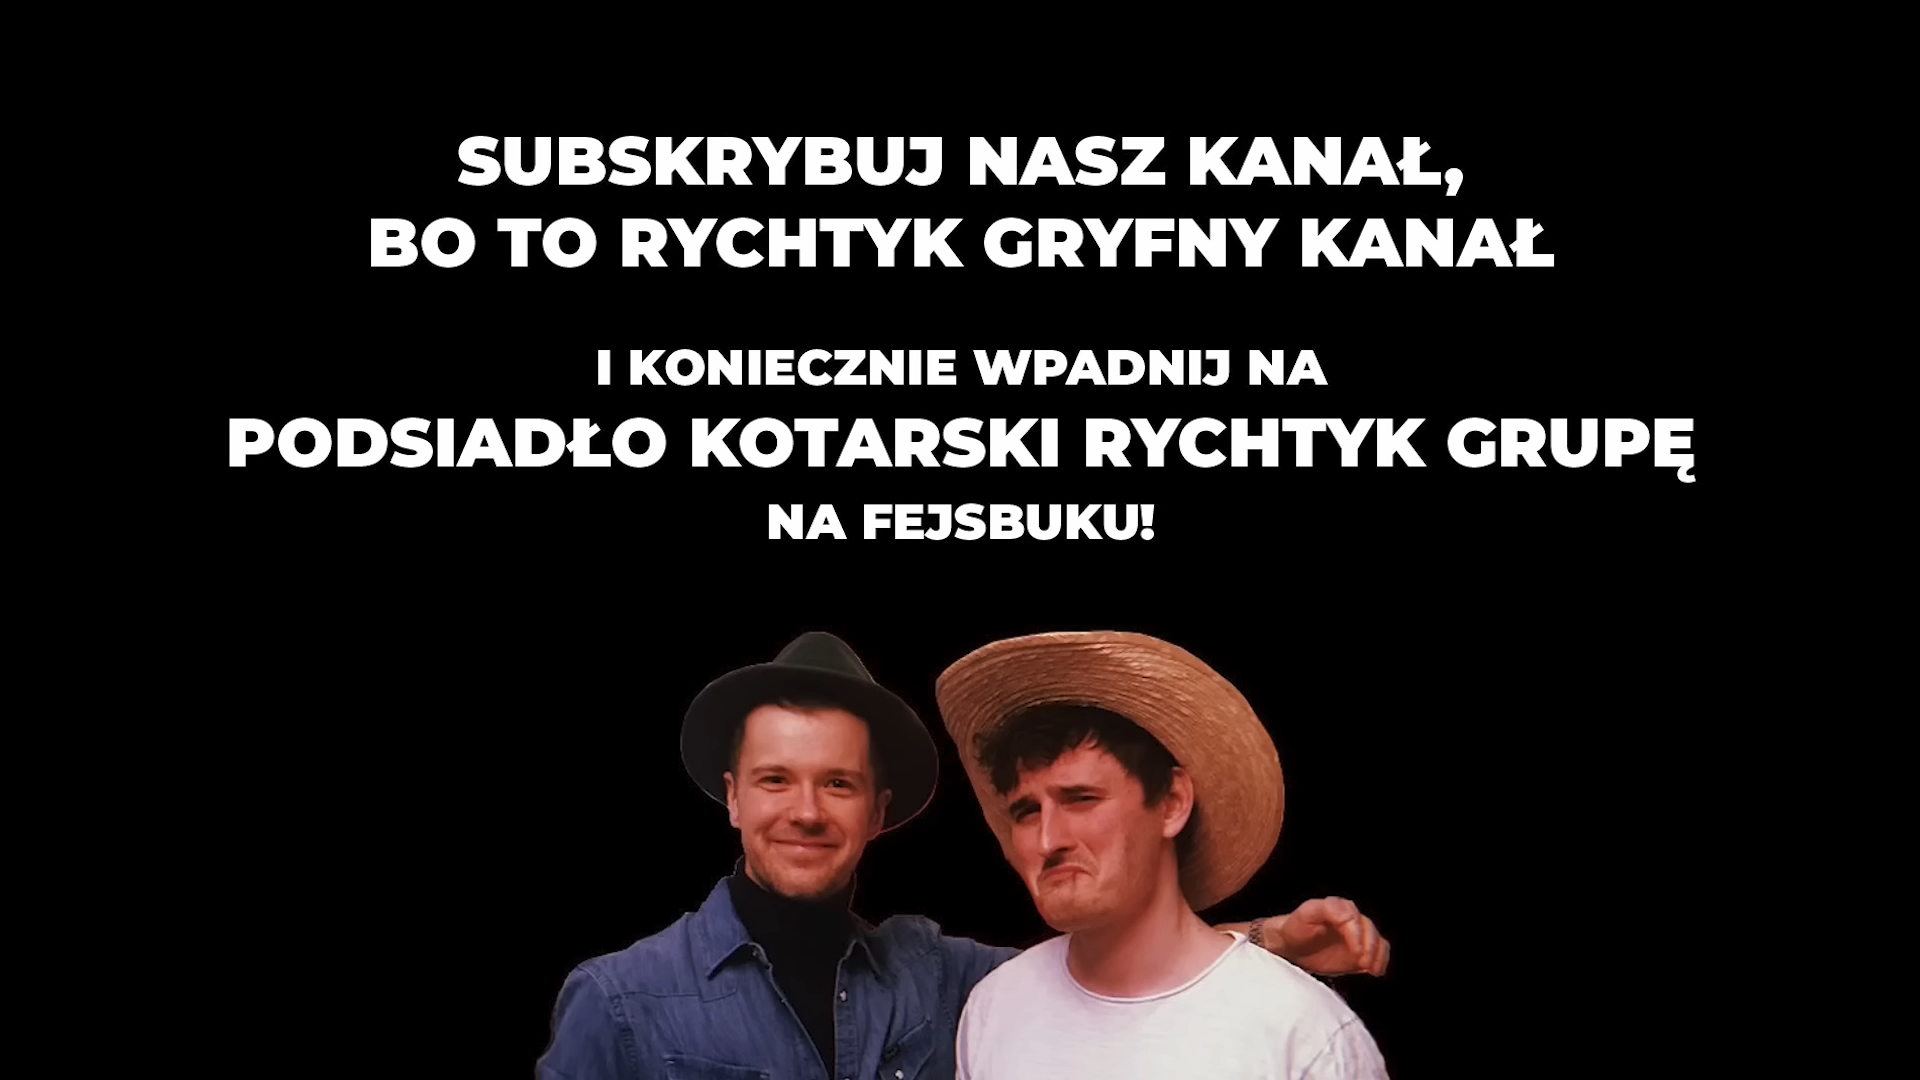 SUBSKRYBUJ NASZ KANAŁ,
BO TO RYCHTYK GRYFNY KANAŁ
I KONIECZNIE WPADNIJ NA
PODSIADŁO KOTARSKI RYCHTYK GRUPĘ
NA FEJSBUKU!